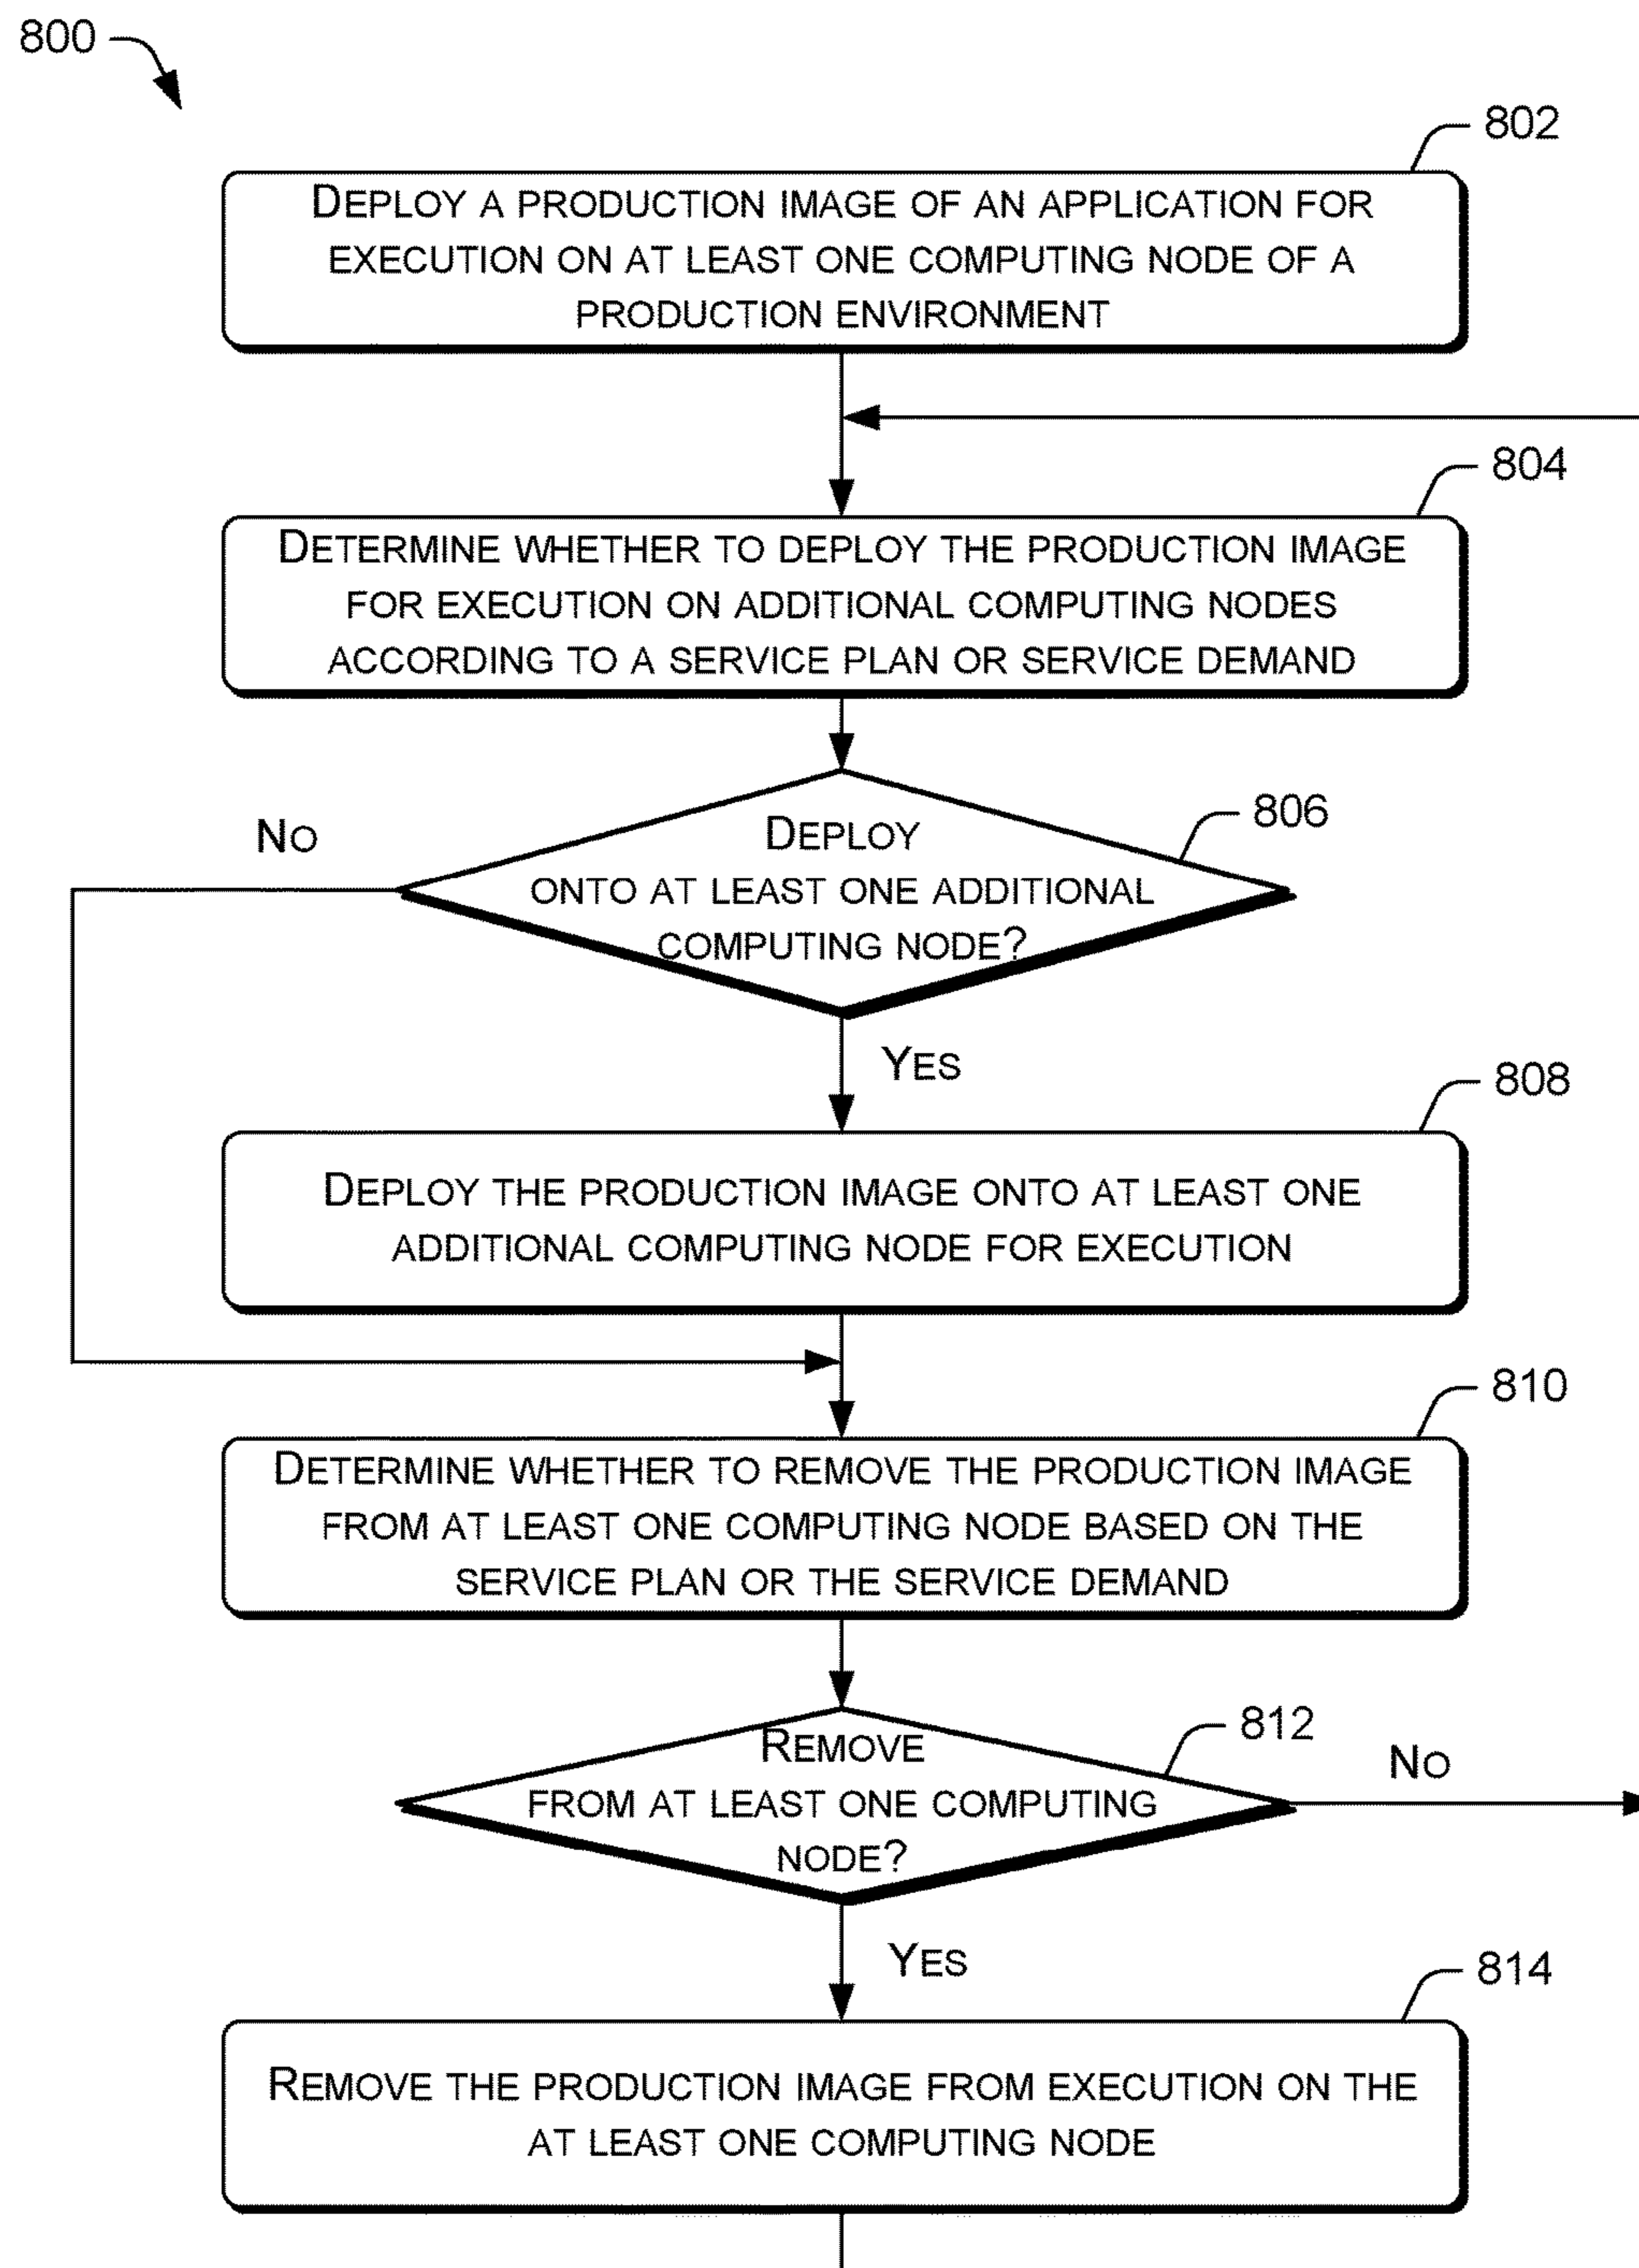 800
802
DEPLOY A PRODUCTION IMAGE OF AN APPLICATION FOR
EXECUTION ON AT LEAST ONE COMPUTING NODE OF A
PRODUCTION ENVIRONMENT
804
DETERMINE WHETHER TO DEPLOY THE PRODUCTION IMAGE
FOR EXECUTION ON ADDITIONAL COMPUTING NODES
ACCORDING TO A SERVICE PLAN OR SERVICE DEMAND
806
NO
DEPLOY
ONTO AT LEAST ONE ADDITIONAL
COMPUTING NODE?
YES
808
DEPLOY THE PRODUCTION IMAGE ONTO AT LEAST ONE
ADDITIONAL COMPUTING NODE FOR EXECUTION
810
DETERMINE WHETHER TO REMOVE THE PRODUCTION IMAGE
FROM AT LEAST ONE COMPUTING NODE BASED ON THE
SERVICE PLAN OR THE SERVICE DEMAND
812
NO
REMOVE
FROM AT LEAST ONE COMPUTING
NODE?
YES
814
REMOVE THE PRODUCTION IMAGE FROM EXECUTION ON THE
AT LEAST ONE COMPUTING NODE